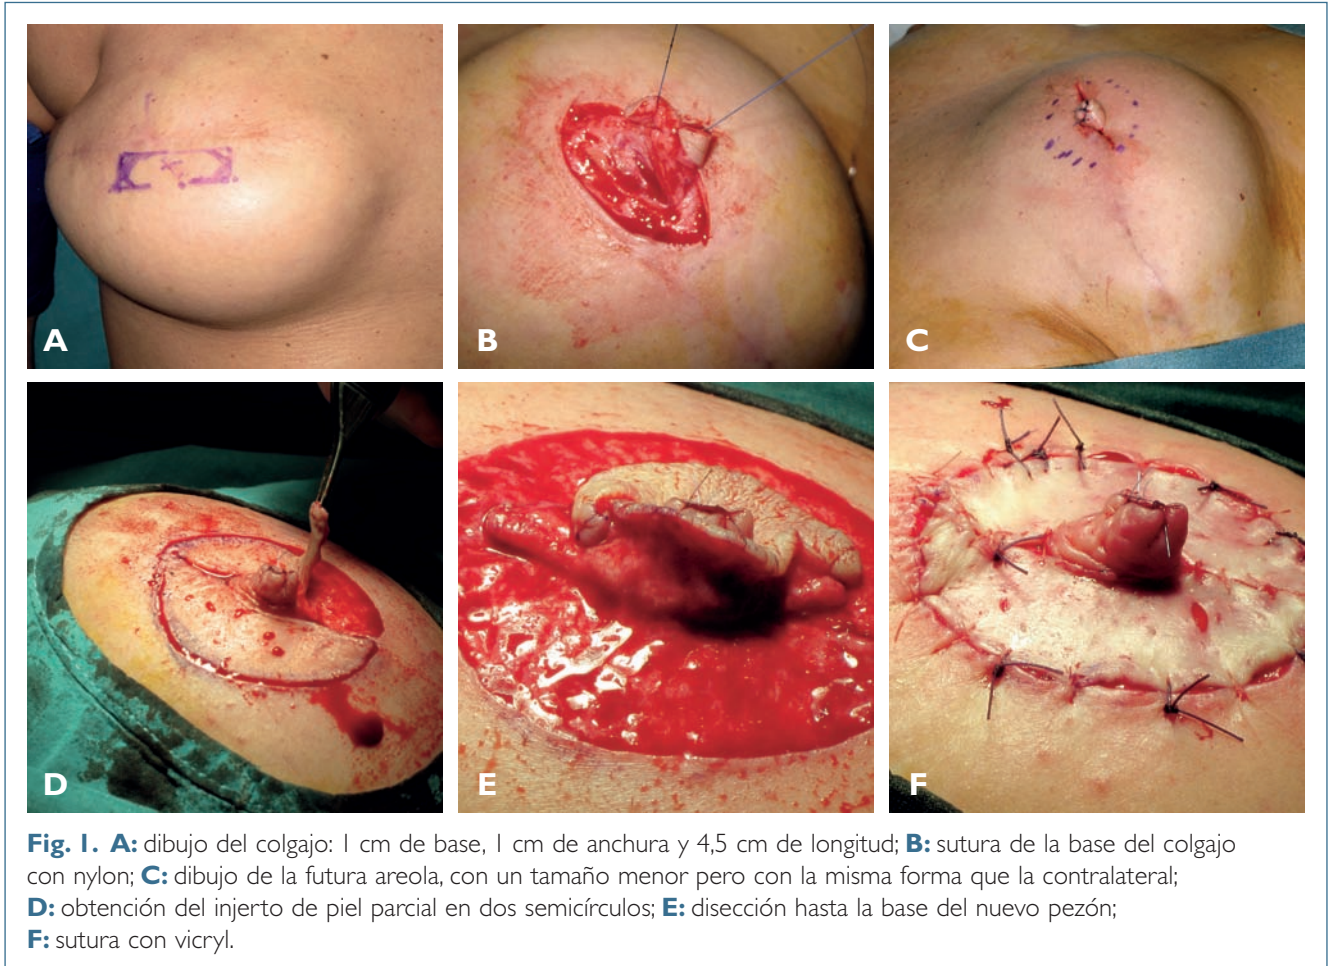 A
B
C
D
E
F
Fig. 1. A: dibujo del colgajo: 1 cm de base, 1 cm de anchura y 4,5 cm de longitud; B: sutura de la base del colgajo
con nylon; C: dibujo de la futura areola, con un tamaño menor pero con la misma forma que la contralateral;
D: obtención del injerto de piel parcial en dos semicírculos; E: disección hasta la base del nuevo pezón;
F: sutura con vicryl.